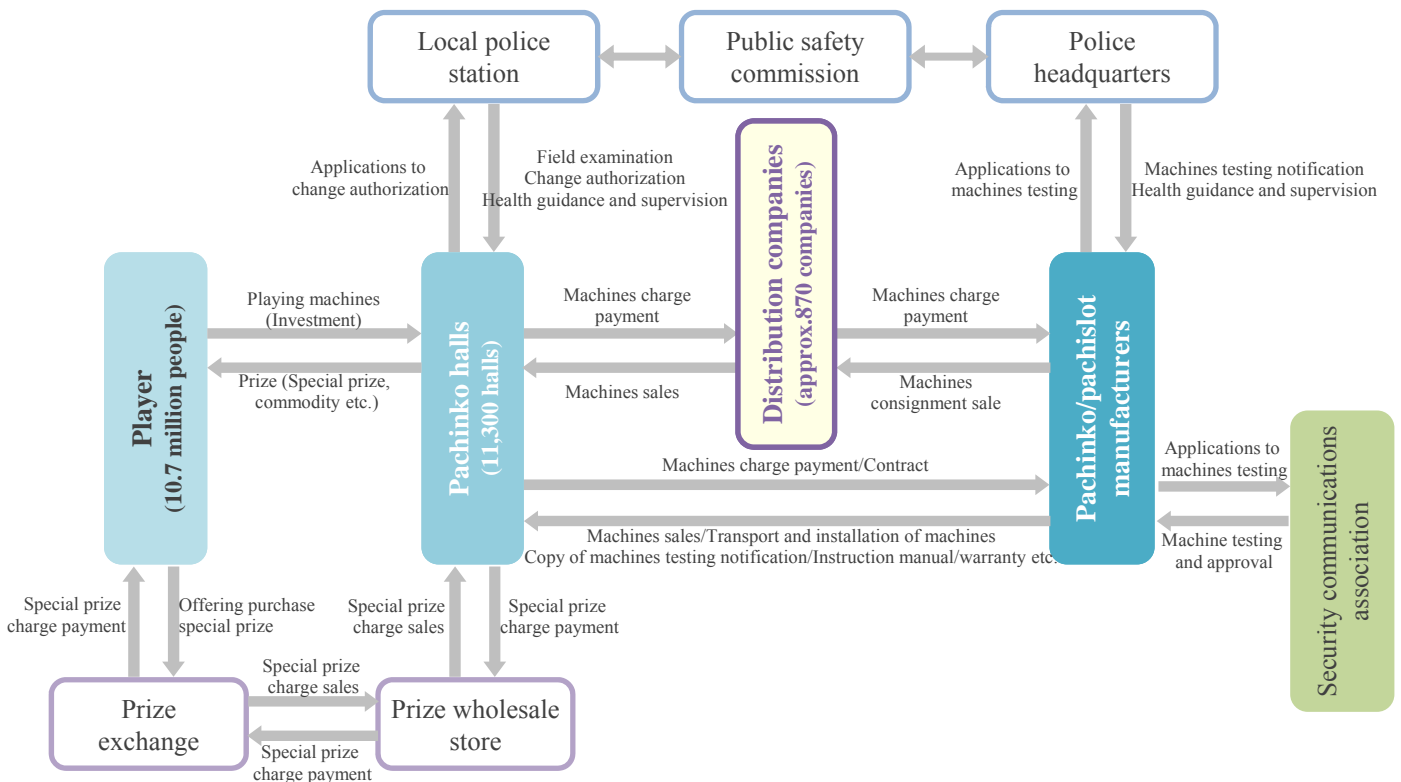 Local police
station
Public safety
commission
Police
headquarters
Applications to
change authorization
Field examination
Change authorization
Health guidance and supervision
Distribution companies
(approx.870 companies)
Applications to
machines testing
Machines testing notification
Health guidance and supervision
Player
(10.7 million people)
Playing machines
(Investment)
Prize (Special prize,
commodity etc.)
Pachinko halls
(11,300 halls)
Machines charge
payment
Machines sales
Machines charge
payment
Machines
consignment sale
Pachinko/pachislot
manufacturers
Machines charge payment/Contract
Machines sales/Transport and installation of machines
Copy of machines testing notification/Instruction manual/warranty etc.
Applications to
machines testing
Machine testing
and approval
Security communications
association
Special prize
charge payment
Offering purchase
special prize
Special prize
charge sales
Special prize
charge payment
Prize
exchange
Special prize
charge sales
Special prize
charge payment
Prize wholesale
store